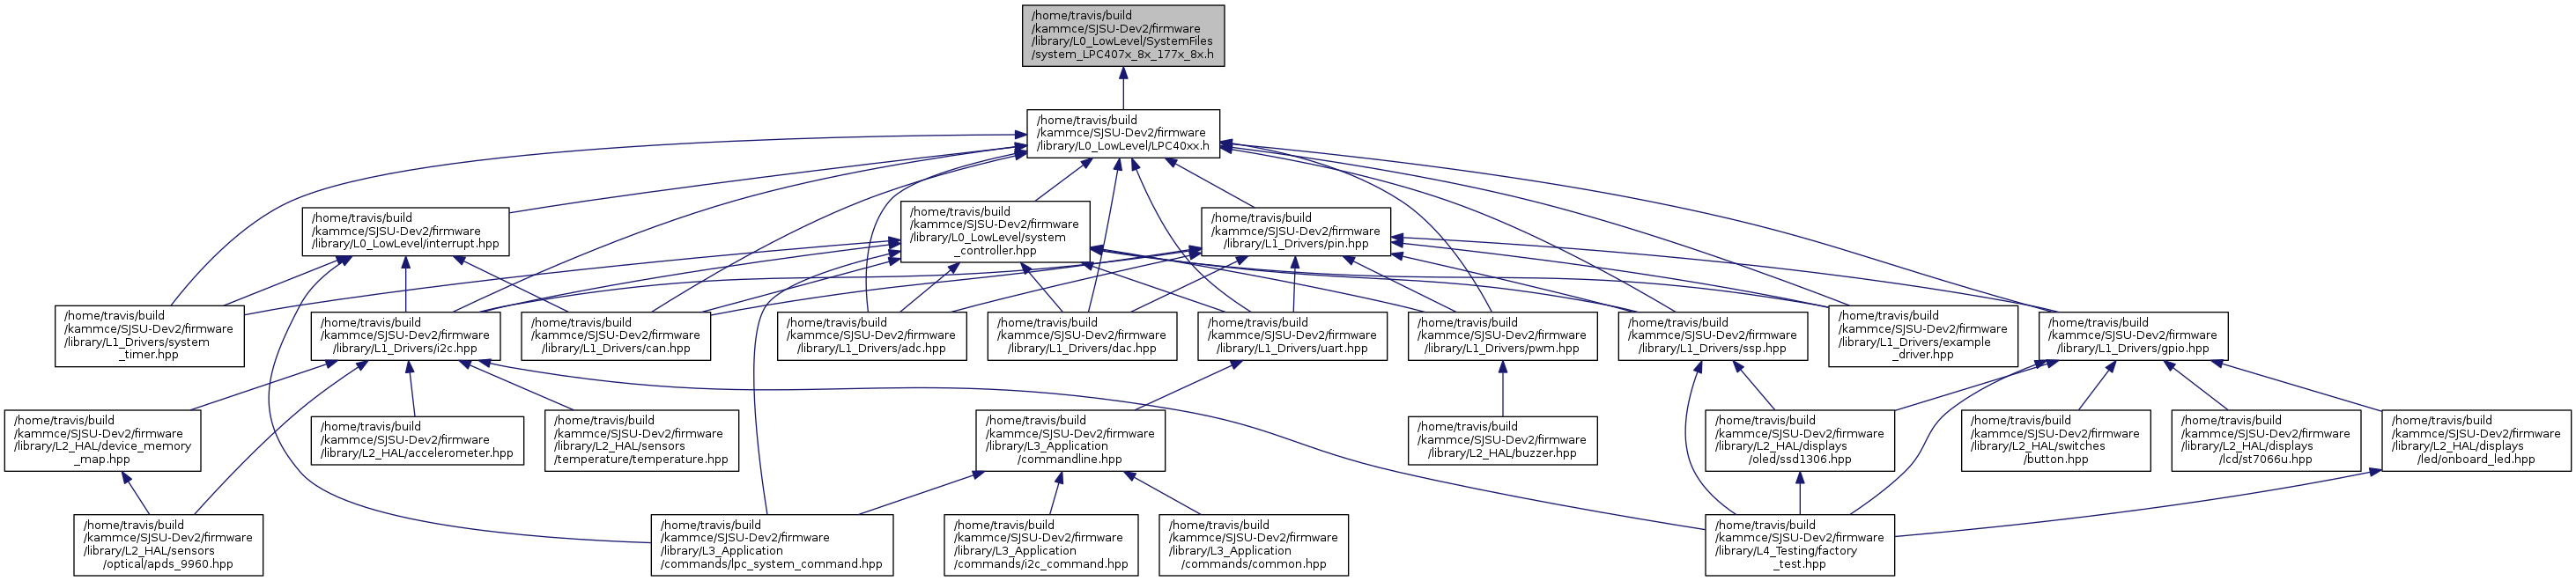 /home/travis/build
/kammce/SJSU-Dev2/firmware
/library/L0_LowLevel/SystemFiles
/system_LPC407x_8x_177x_8x.h
/home/travis/build
/kammce/SJSU-Dev2/firmware
/library/L0_LowLevel/LPC40xx.h
/home/travis/build
/kammce/SJSU-Dev2/firmware
/library/L0_LowLevel/interrupt.hpp
/home/travis/build
/kammce/SJSU-Dev2/firmware
/library/L0_LowLevel/system
_controller.hpp
/home/travis/build
/kammce/SJSU-Dev2/firmware
/library/L1_Drivers/pin.hpp
/home/travis/build
/kammce/SJSU-Dev2/firmware
/library/L1_Drivers/system
_timer.hpp
/home/travis/build
/kammce/SJSU-Dev2/firmware
/library/L1_Drivers/i2c.hpp
/home/travis/build
/kammce/SJSU-Dev2/firmware
/library/L1_Drivers/can.hpp
/home/travis/build
/kammce/SJSU-Dev2/firmware
/library/L1_Drivers/adc.hpp
/home/travis/build
/kammce/SJSU-Dev2/firmware
/library/L1_Drivers/dac.hpp
/home/travis/build
/kammce/SJSU-Dev2/firmware
/library/L1_Drivers/uart.hpp
/home/travis/build
/kammce/SJSU-Dev2/firmware
/library/L1_Drivers/pwm.hpp
/home/travis/build
/kammce/SJSU-Dev2/firmware
/library/L1_Drivers/ssp.hpp
/home/travis/build
/kammce/SJSU-Dev2/firmware
/library/L1_Drivers/example
_driver.hpp
/home/travis/build
/kammce/SJSU-Dev2/firmware
/library/L1_Drivers/gpio.hpp
/home/travis/build
/kammce/SJSU-Dev2/firmware
/library/L2_HAL/device_memory
_map.hpp
/home/travis/build
/kammce/SJSU-Dev2/firmware
/library/L2_HAL/accelerometer.hpp
/home/travis/build
/kammce/SJSU-Dev2/firmware
/library/L2_HAL/sensors
/temperature/temperature.hpp
/home/travis/build
/kammce/SJSU-Dev2/firmware
/library/L3_Application
/commandline.hpp
/home/travis/build
/kammce/SJSU-Dev2/firmware
/library/L2_HAL/buzzer.hpp
/home/travis/build
/kammce/SJSU-Dev2/firmware
/library/L2_HAL/displays
/oled/ssd1306.hpp
/home/travis/build
/kammce/SJSU-Dev2/firmware
/library/L2_HAL/switches
/button.hpp
/home/travis/build
/kammce/SJSU-Dev2/firmware
/library/L2_HAL/displays
/lcd/st7066u.hpp
/home/travis/build
/kammce/SJSU-Dev2/firmware
/library/L2_HAL/displays
/led/onboard_led.hpp
/home/travis/build
/kammce/SJSU-Dev2/firmware
/library/L2_HAL/sensors
/optical/apds_9960.hpp
/home/travis/build
/kammce/SJSU-Dev2/firmware
/library/L3_Application
/commands/lpc_system_command.hpp
/home/travis/build
/kammce/SJSU-Dev2/firmware
/library/L3_Application
/commands/i2c_command.hpp
/home/travis/build
/kammce/SJSU-Dev2/firmware
/library/L3_Application
/commands/common.hpp
/home/travis/build
/kammce/SJSU-Dev2/firmware
/library/L4_Testing/factory
_test.hpp